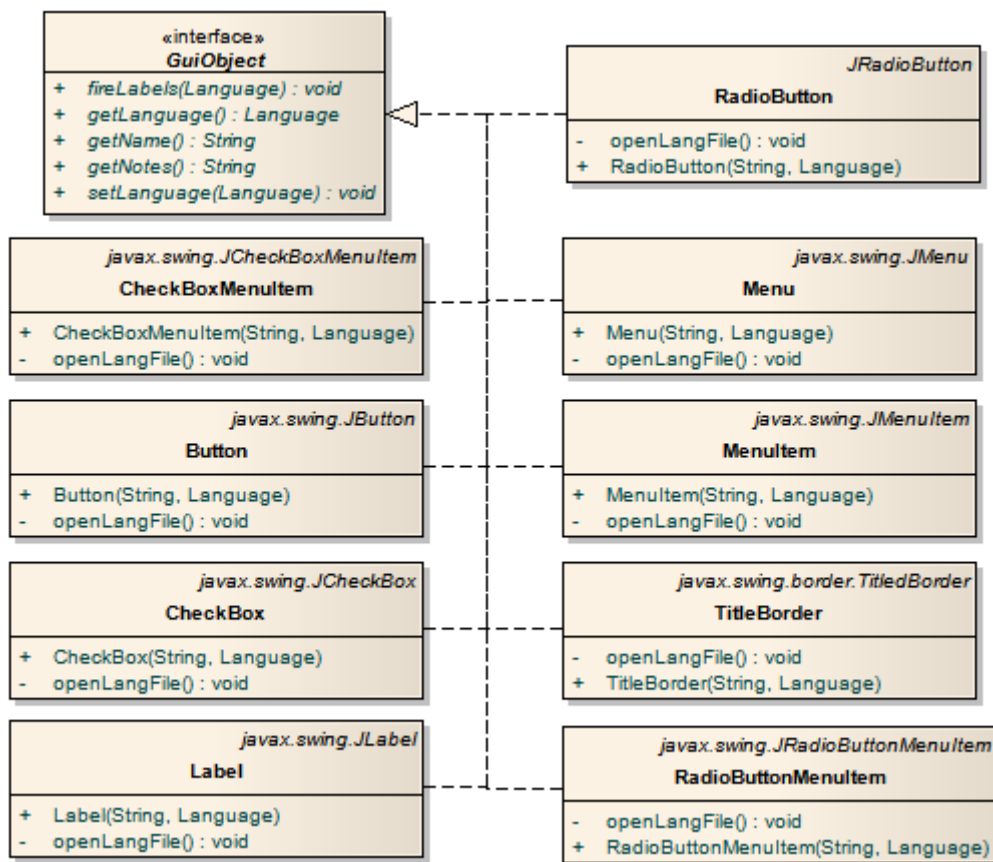 «interface»
GuiObject
+ fireLabels(Language) : void
+ getLanguage() : Language
+ getName() : String
+ getNotes() : String
+ setLanguage(Language) : void
JRadioButton
RadioButton
- openLangFile() : void
+ RadioButton(String, Language)
javax.swing.JCheckBoxMenuItem
CheckBoxMenuItem
+ CheckBoxMenuItem(String, Language)
- openLangFile() : void
javax.swing.JMenu
Menu
+ Menu(String, Language)
- openLangFile() : void
javax.swing.JButton
Button
+ Button(String, Language)
- openLangFile() : void
javax.swing.JMenuItem
MenuItem
+ MenuItem(String, Language)
- openLangFile() : void
javax.swing.JCheckBox
CheckBox
+ CheckBox(String, Language)
- openLangFile() : void
javax.swing.border.TitledBorder
TitleBorder
- openLangFile() : void
+ TitleBorder(String, Language)
javax.swing.JLabel
Label
+ Label(String, Language)
- openLangFile() : void
javax.swing.JRadioButtonMenuItem
RadioButtonMenuItem
- openLangFile() : void
+ RadioButtonMenuItem(String, Language)